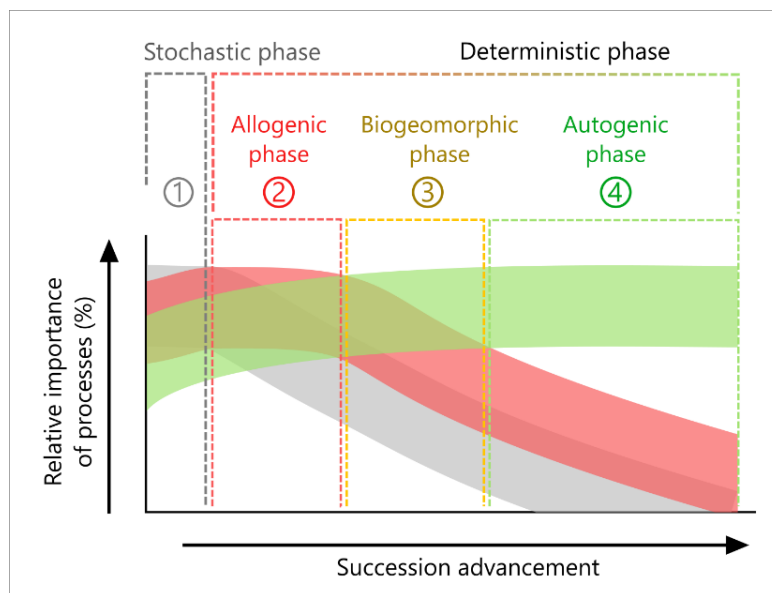 Stochastic phase
Deterministic phase
Allogenic
phase
Biogeomorphic
phase
Autogenic
phase
1
2
3
4
Relative importance
of processes (%)
Succession advancement